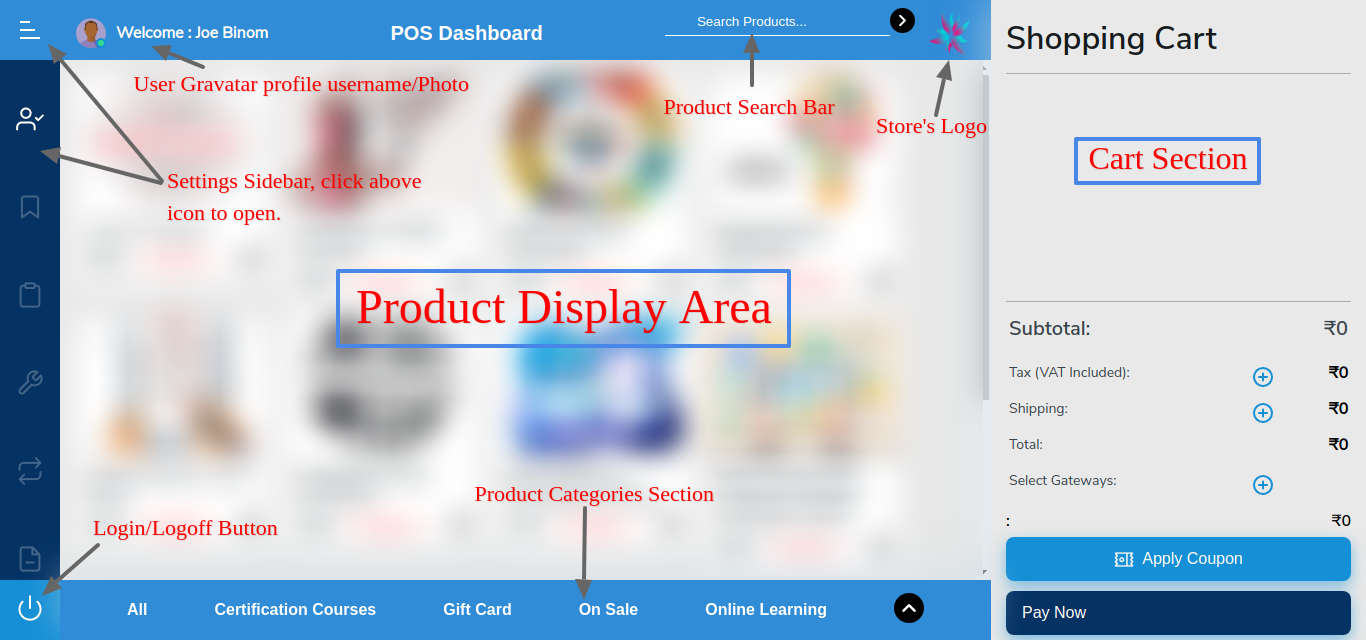 Welcome : Joe Binom
POS Dashboard
Search Products...
User Gravatar profile username/Photo
Product Search Bar
Store's Logo
Settings Sidebar, click above
icon to open.
Product Display Area
Product Categories Section
Login/Logoff Button
All
Certification Courses
Gift Card
On Sale
Online Learning
Shopping Cart
Cart Section
Subtotal: ₹0
Tax (VAT Included): ₹0
Shipping: ₹0
Total: ₹0
Select Gateways:
: ₹0
Apply Coupon
Pay Now